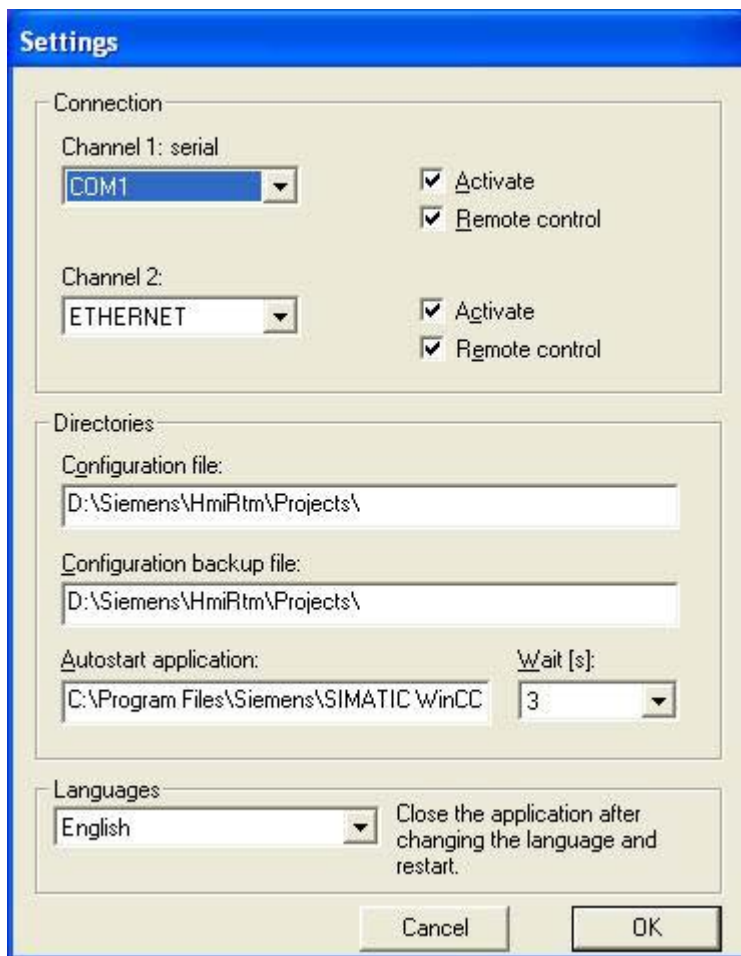 Settings
Connection
Channel 1: serial
COM1
Activate
Remote control
Channel 2:
ETHERNET
Activate
Remote control
Directories
Configuration file:
D:\Siemens\HmiRtm\Projects\
Configuration backup file:
D:\Siemens\HmiRtm\Projects\
Autostart application:
Wait [s]:
C:\Program Files\Siemens\SIMATIC WinCC
3
Languages
English
Close the application after
changing the language and
restart.
Cancel
OK